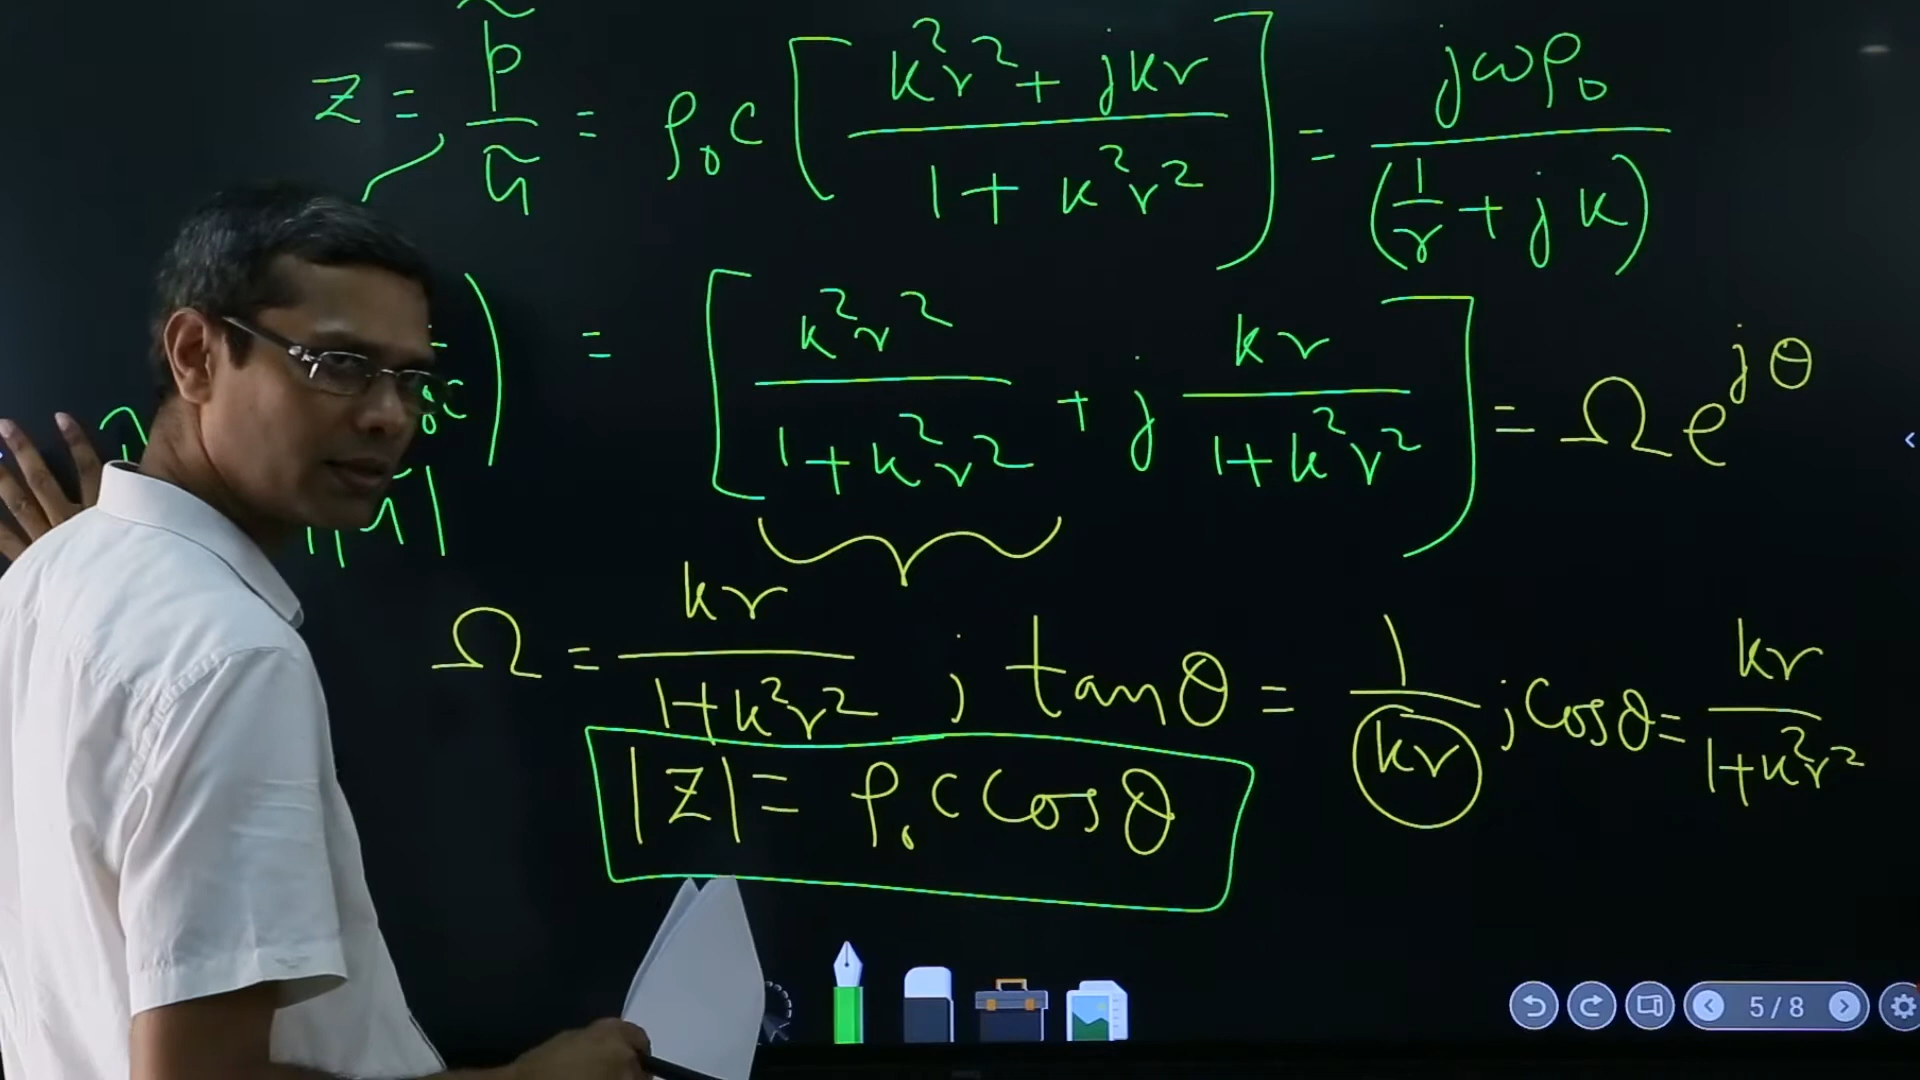 z = p̃ / ũ = ρ₀c [ (k²r² + jkr) / (1 + k²r²) ] = jωρ₀ / (1/r + jk)
= [ k²r² / (1 + k²r²) + j kr / (1 + k²r²) ] = Ω e^{jθ}
Ω = kr / (1 + k²r²) ; tanθ = 1 / kr ; cosθ = kr / (1 + k²r²)
|z| = ρ₀c cosθ
5 / 8